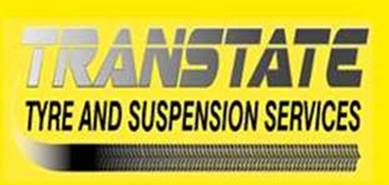 TRANSTATE
TYRE AND SUSPENSION SERVICES